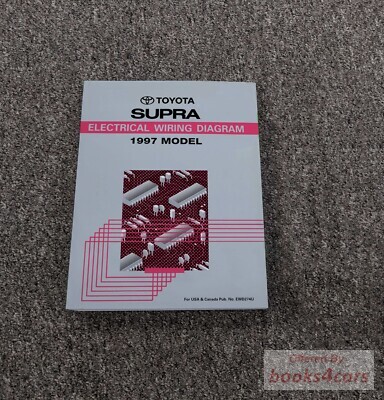 TOYOTA
SUPRA
ELECTRICAL WIRING DIAGRAM
1997 MODEL
For USA & Canada Pub. No. EWD274U
Offered By
books4cars